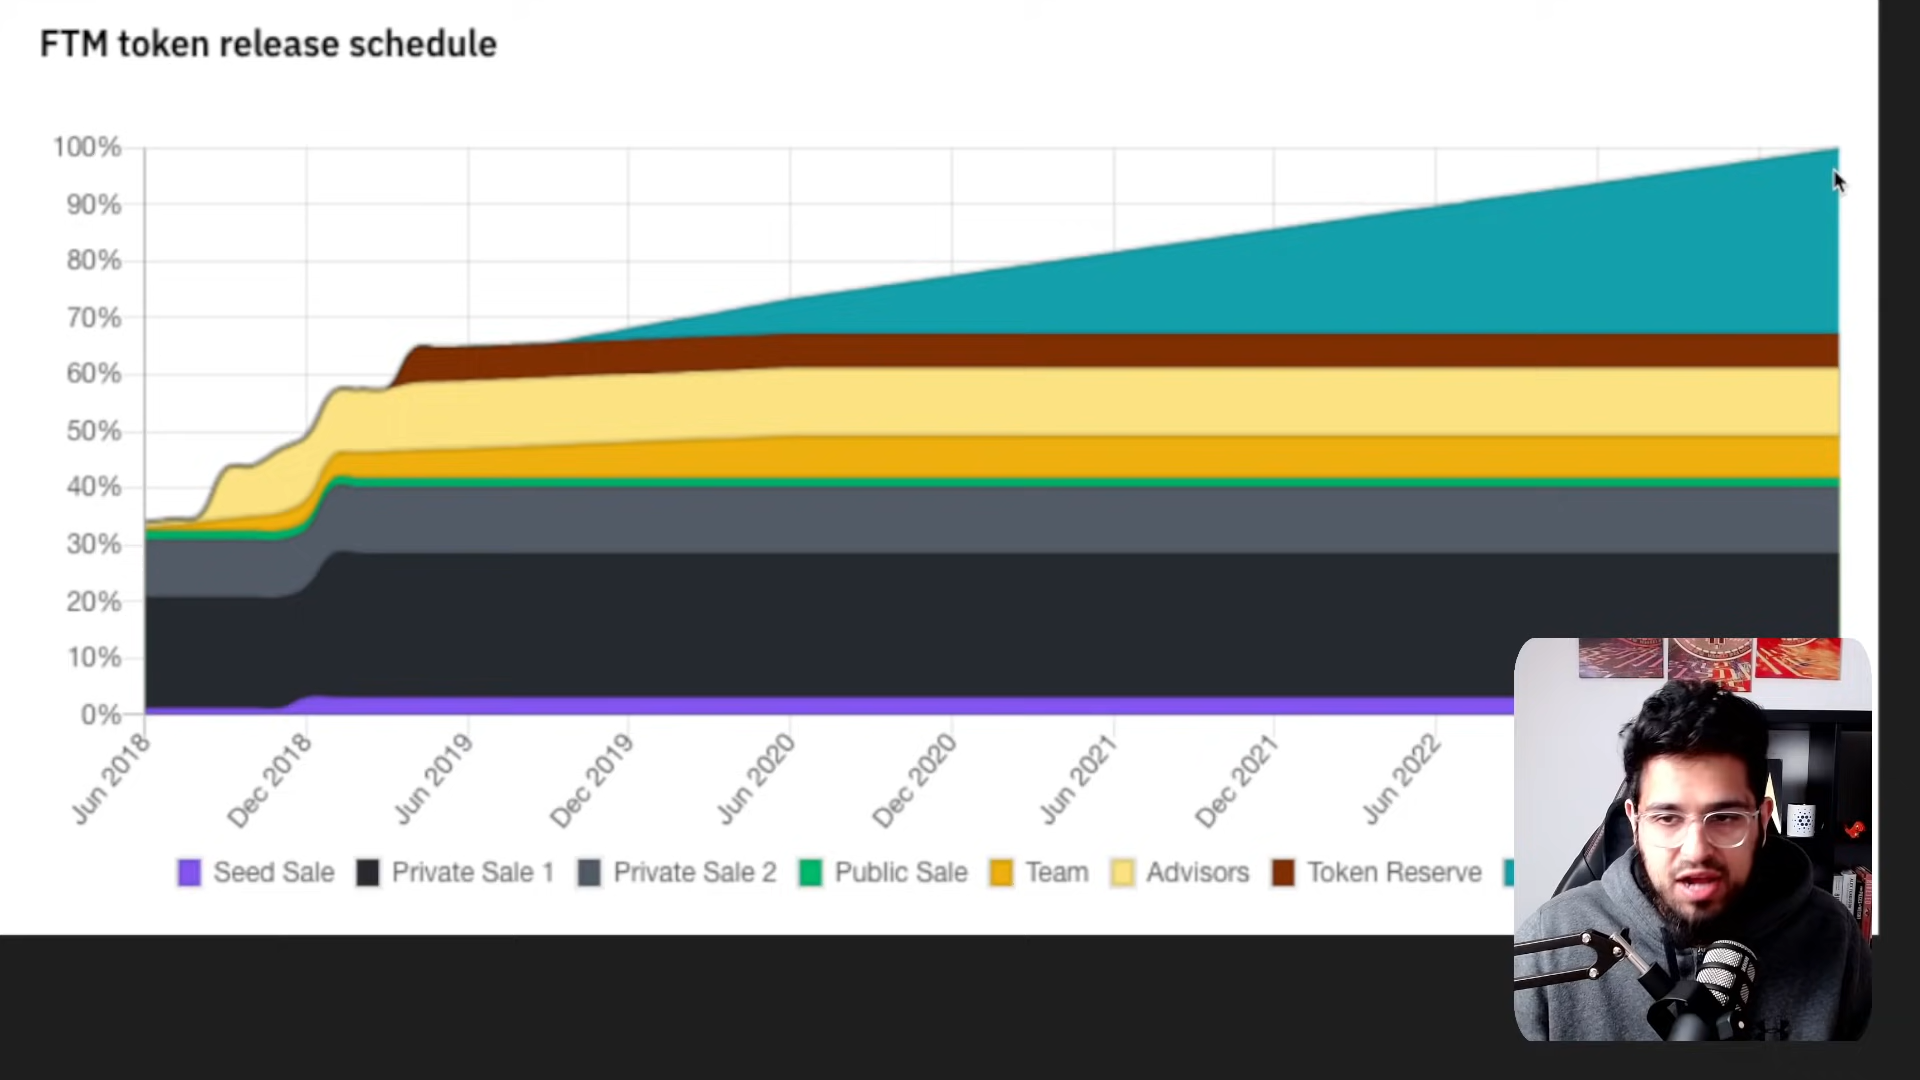 FTM token release schedule
100%
90%
80%
70%
60%
50%
40%
30%
20%
10%
0%
Jun 2018
Dec 2018
Jun 2019
Dec 2019
Jun 2020
Dec 2020
Jun 2021
Dec 2021
Jun 2022
Seed Sale Private Sale 1 Private Sale 2 Public Sale Team Advisors Token Reserve